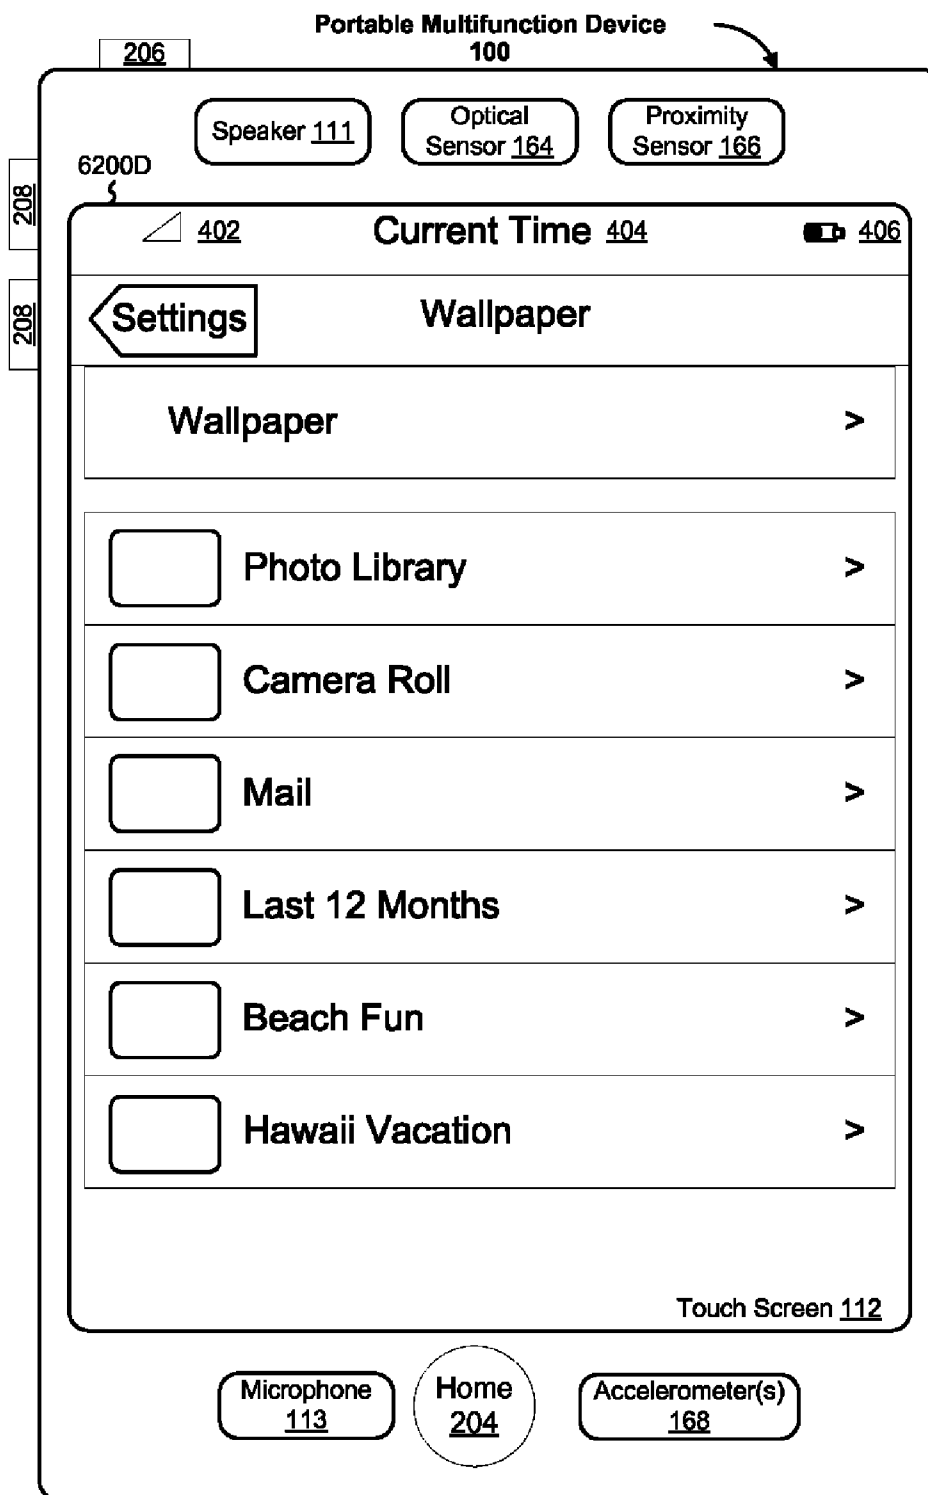 Portable Multifunction Device
100
206
Speaker 111
Optical
Sensor 164
Proximity
Sensor 166
6200D
208
208
402
Current Time 404
406
Settings
Wallpaper
Wallpaper >
Photo Library >
Camera Roll >
Mail >
Last 12 Months >
Beach Fun >
Hawaii Vacation >
Touch Screen 112
Microphone
113
Home
204
Accelerometer(s)
168